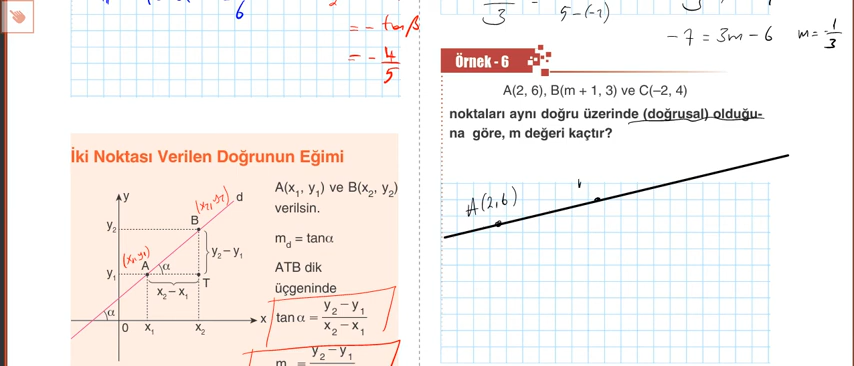 6
= - tan β
= - 4/5
3
5-(-1)
-7 = 3m - 6
m = -1/3
Örnek - 6
A(2, 6), B(m + 1, 3) ve C(–2, 4)
noktaları aynı doğru üzerinde (doğrusal) olduğu-
na göre, m değeri kaçtır?
A(2,6)
İki Noktası Verilen Doğrunun Eğimi
y
(x2,y2)
d
B
y₂
y₂ – y₁
(x1,y1)
A
α
y₁
T
x₂ – x₁
α
0
x₁
x₂
x
A(x₁, y₁) ve B(x₂, y₂)
verilsin.
m_d = tanα
ATB dik
üçgeninde
tan α = y₂ – y₁ / x₂ – x₁
m = y₂ – y₁